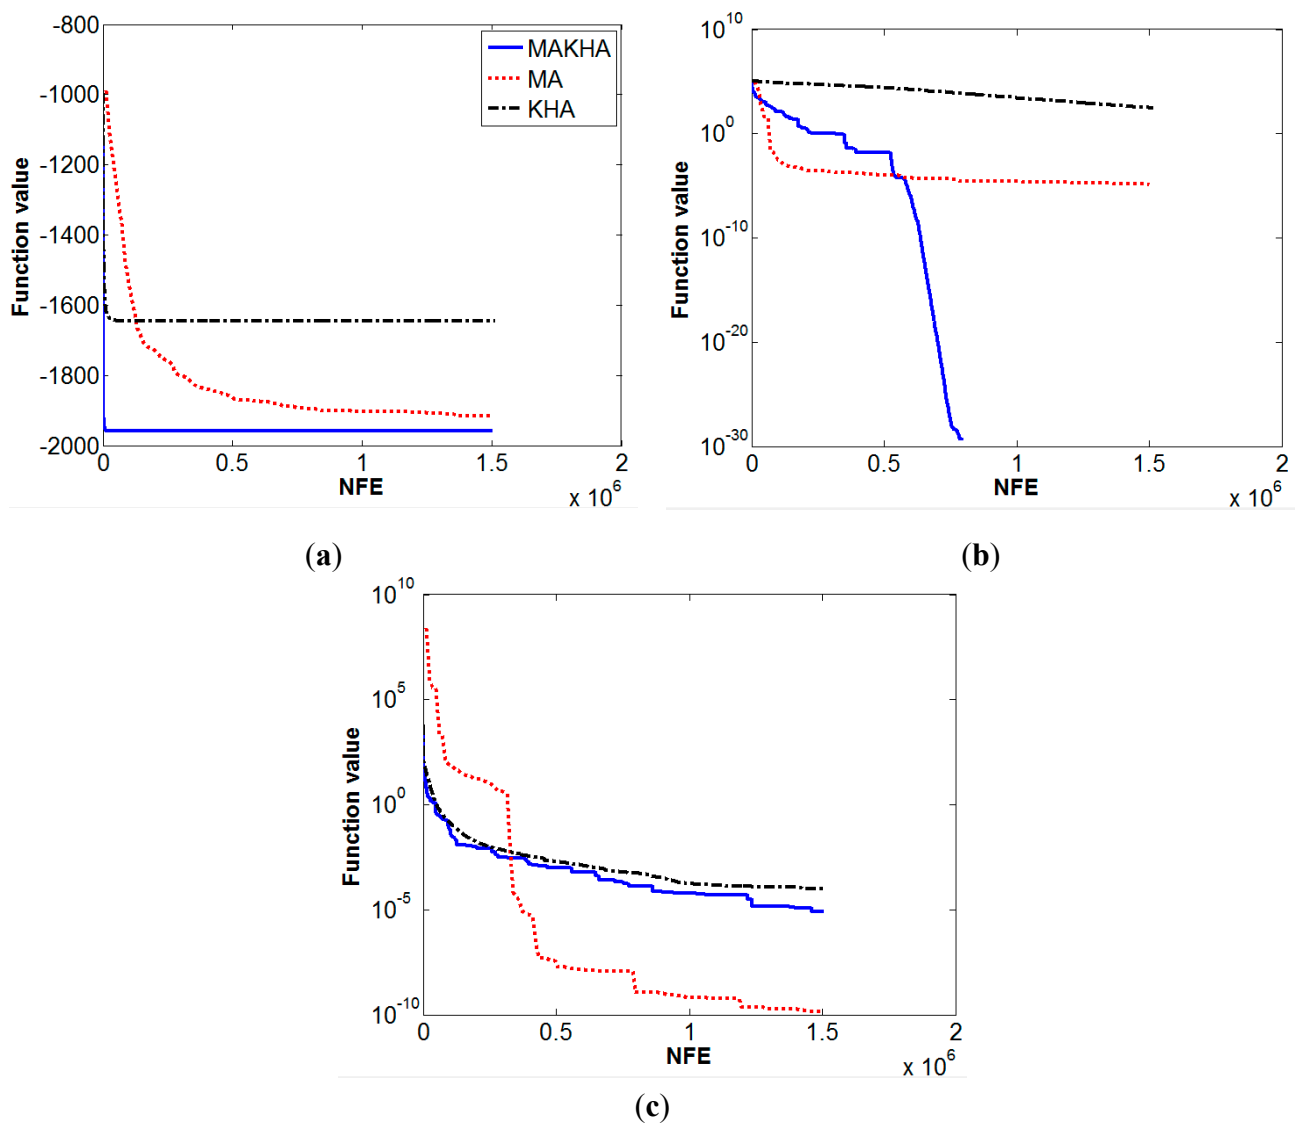 -800
-1000
-1200
-1400
-1600
-1800
-2000
Function value
MAKHA
MA
KHA
0 0.5 1 1.5 2
NFE
x 10^6
(a)
10^10
10^0
10^-10
10^-20
10^-30
Function value
0 0.5 1 1.5 2
NFE
x 10^6
(b)
10^10
10^5
10^0
10^-5
10^-10
Function value
0 0.5 1 1.5 2
NFE
x 10^6
(c)